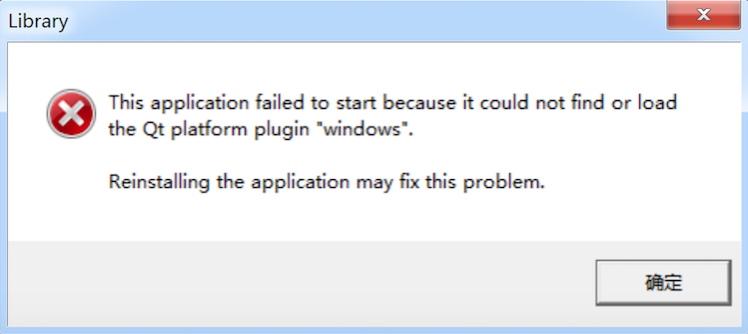 Library
This application failed to start because it could not find or load
the Qt platform plugin "windows".
Reinstalling the application may fix this problem.
确定